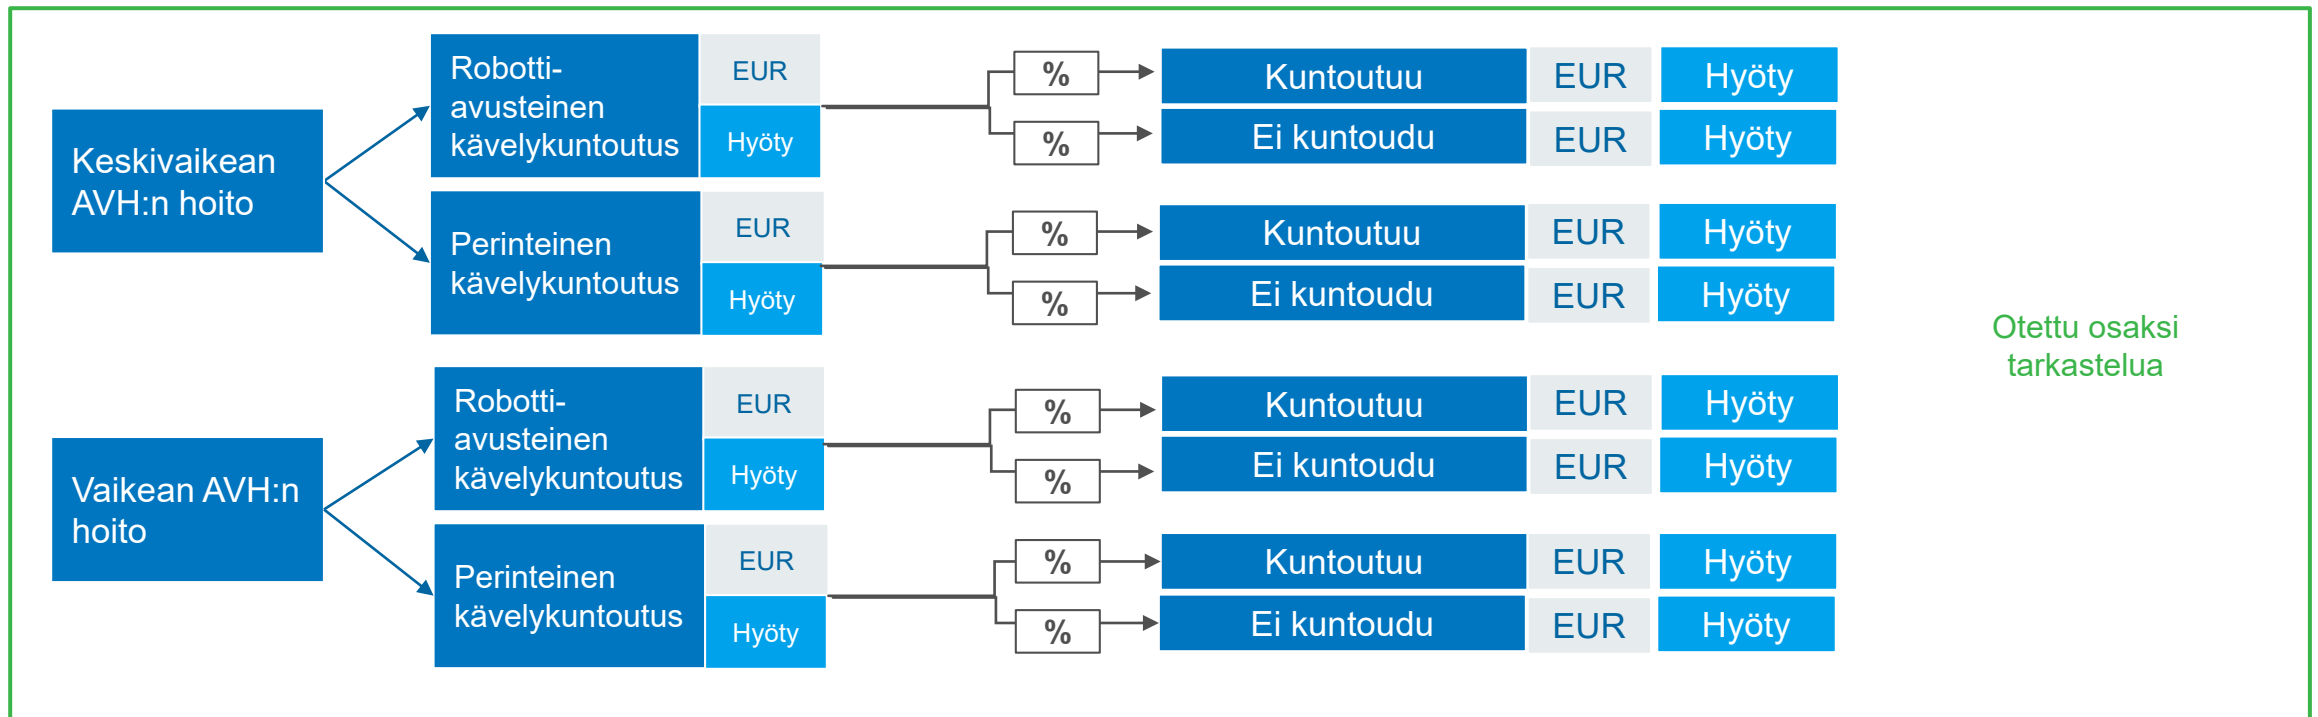 Keskivaikean
AVH:n hoito
Robotti-
avusteinen
kävelykuntoutus
EUR
Hyöty
%
Kuntoutuu
EUR
Hyöty
%
Ei kuntoudu
EUR
Hyöty
Perinteinen
kävelykuntoutus
EUR
Hyöty
%
Kuntoutuu
EUR
Hyöty
%
Ei kuntoudu
EUR
Hyöty
Vaikean AVH:n
hoito
Robotti-
avusteinen
kävelykuntoutus
EUR
Hyöty
%
Kuntoutuu
EUR
Hyöty
%
Ei kuntoudu
EUR
Hyöty
Perinteinen
kävelykuntoutus
EUR
Hyöty
%
Kuntoutuu
EUR
Hyöty
%
Ei kuntoudu
EUR
Hyöty
Otettu osaksi
tarkastelua